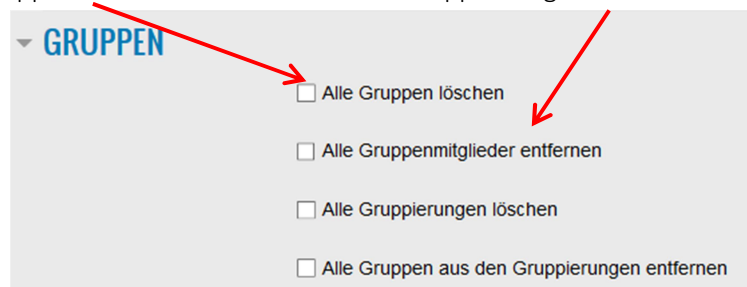 GRUPPEN
Alle Gruppen löschen
Alle Gruppenmitglieder entfernen
Alle Gruppierungen löschen
Alle Gruppen aus den Gruppierungen entfernen